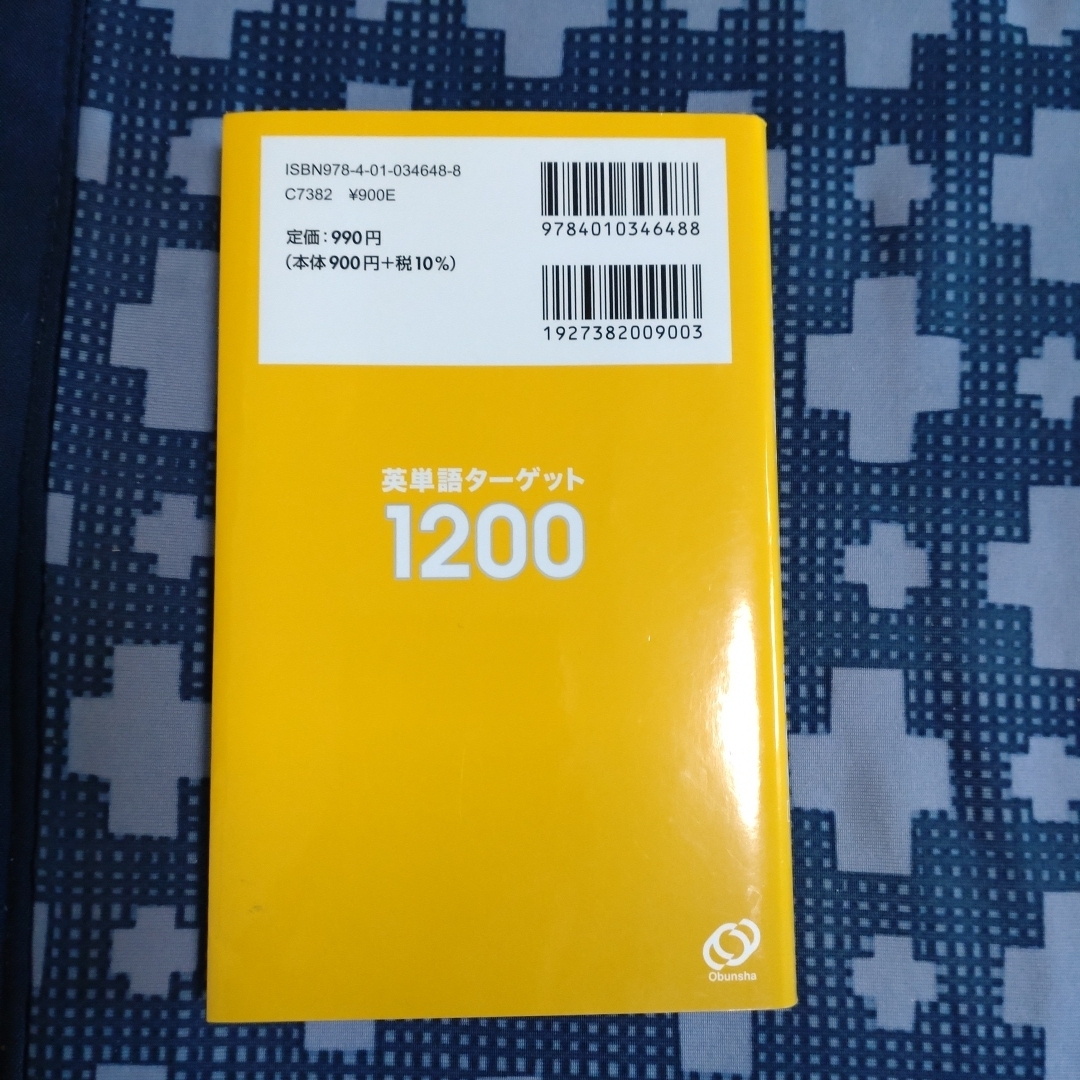 ISBN978-4-01-034648-8
C7382 ¥900E
定価：990円
（本体900円＋税10％）
9784010346488
1927382009003
英単語ターゲット
1200
Obunsha